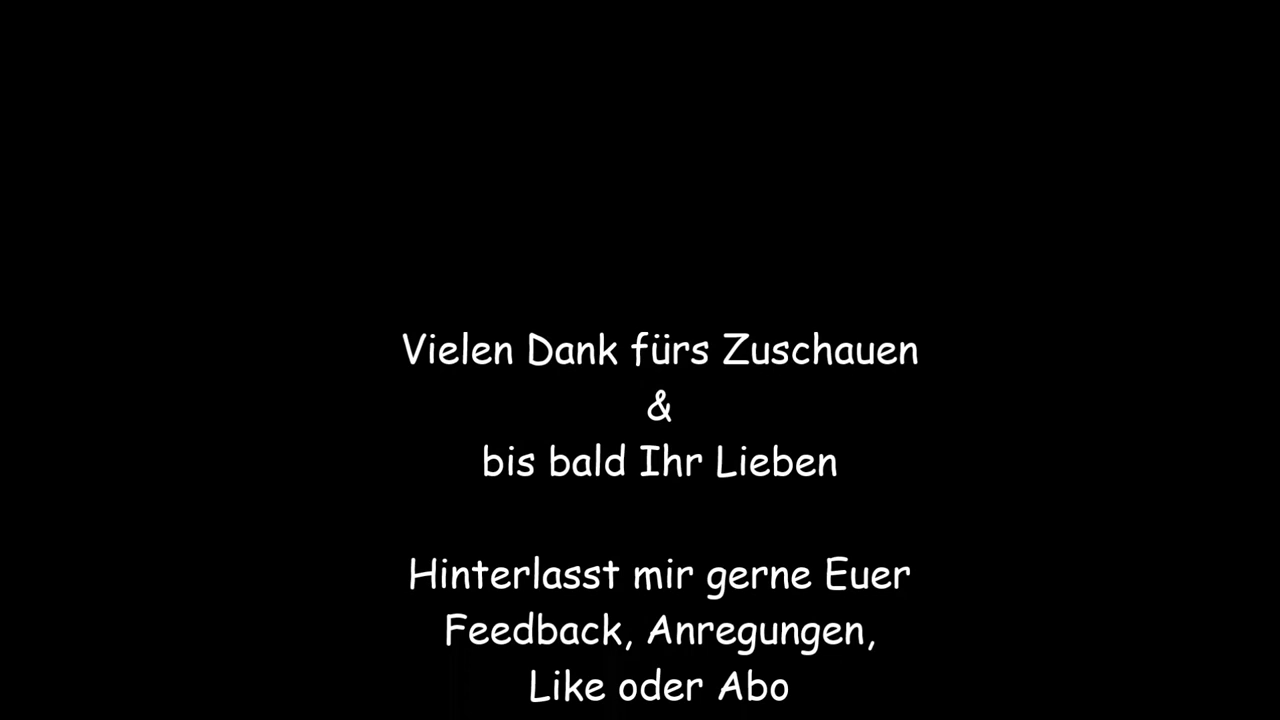 Vielen Dank fürs Zuschauen
&
bis bald Ihr Lieben
Hinterlasst mir gerne Euer
Feedback, Anregungen,
Like oder Abo